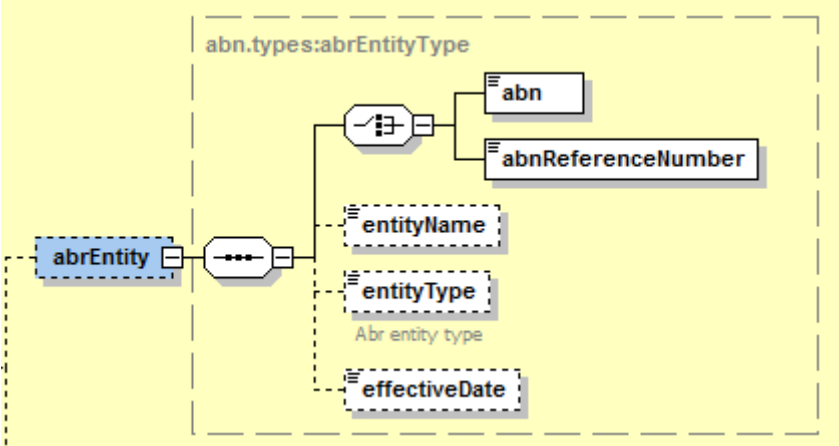 abn.types:abrEntityType
abn
abnReferenceNumber
entityName
abrEntity
entityType
Abr entity type
effectiveDate